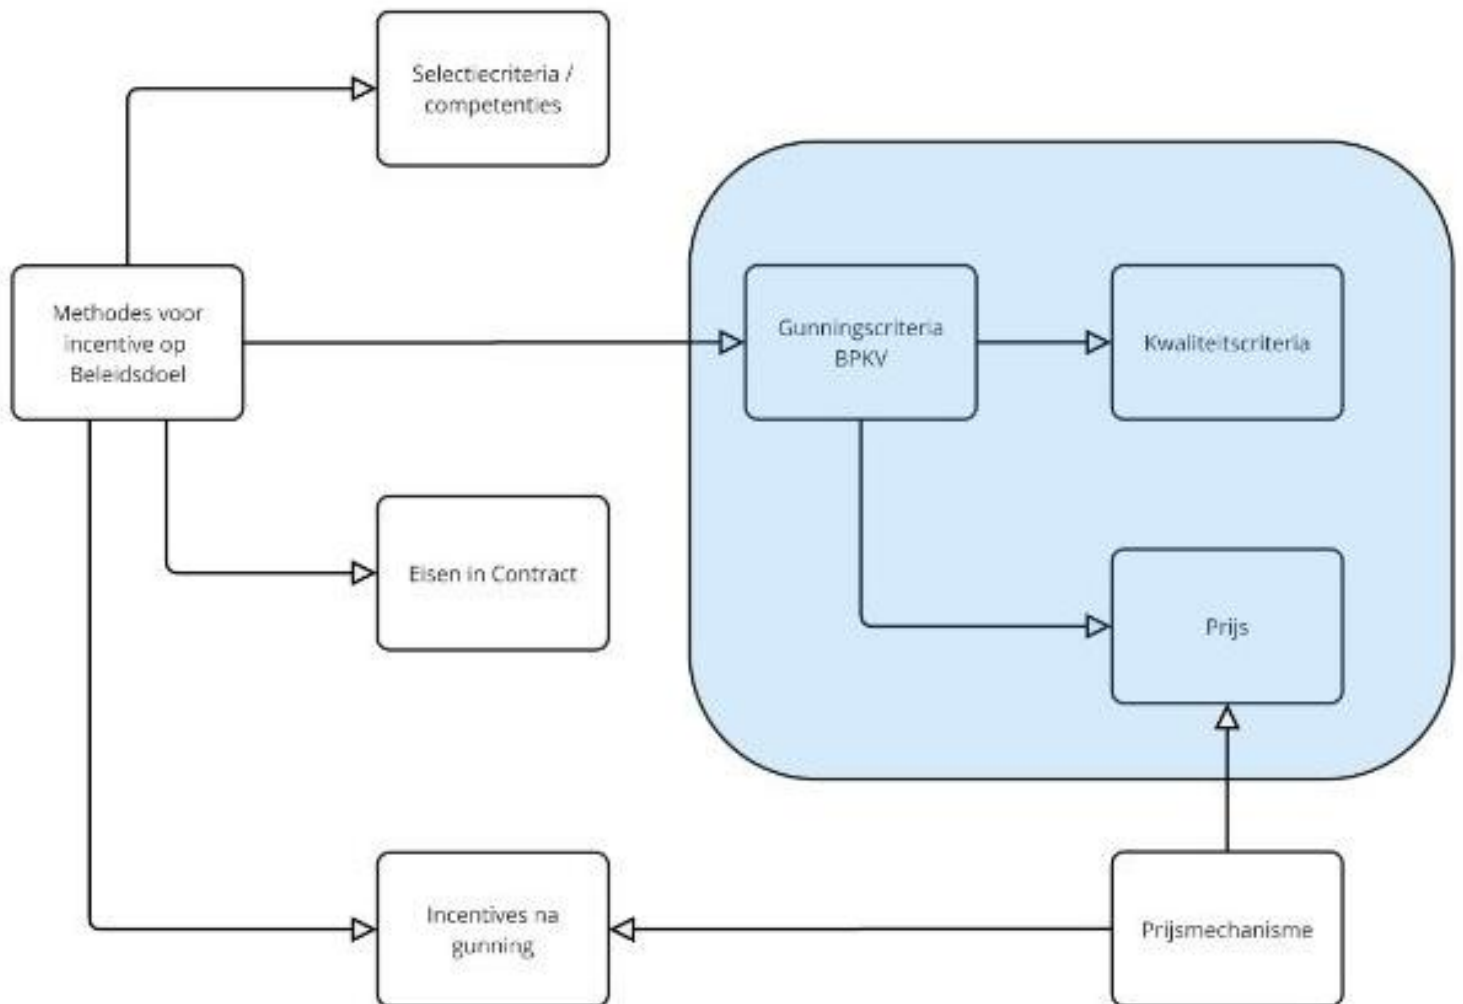 Selectiecriteria /
competenties
Methodes voor
incentive op
Beleidsdoel
Gunningscriteria
BPKV
Kwaliteitscriteria
Eisen in Contract
Prijs
Incentives na
gunning
Prijsmechanisme